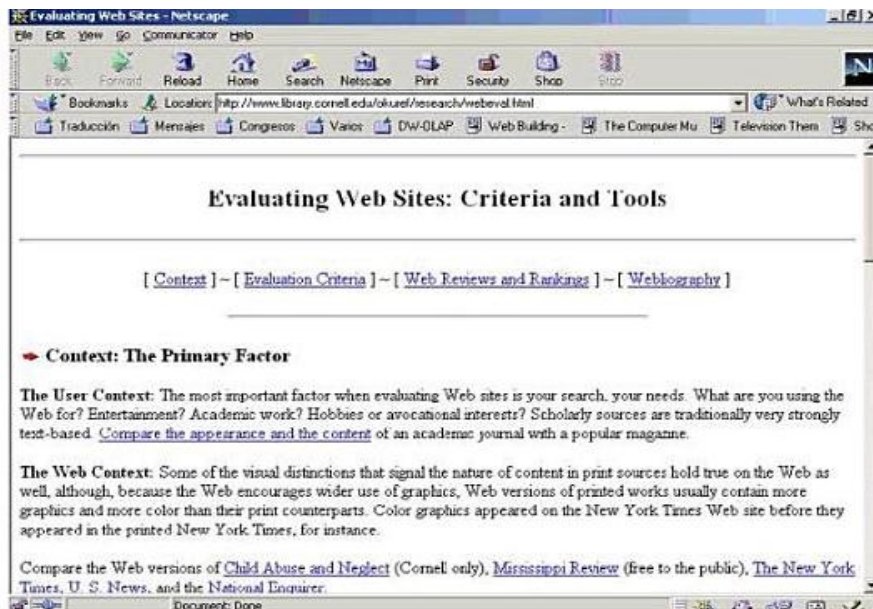 Evaluating Web Sites - Netscape
File Edit View Go Communicator Help
Back Forward Reload Home Search Netscape Print Security Shop Stop
Bookmarks Location: http://www.library.cornell.edu/okuref/research/webeval.html What's Related
Traducción Mensajes Congresos Varios DW-OLAP Web Building - The Computer Mu Television Them Sho
Evaluating Web Sites: Criteria and Tools
[ Context ] ~ [ Evaluation Criteria ] ~ [ Web Reviews and Rankings ] ~ [ Webliography ]
Context: The Primary Factor
The User Context: The most important factor when evaluating Web sites is your search, your needs. What are you using the
Web for? Entertainment? Academic work? Hobbies or avocational interests? Scholarly sources are traditionally very strongly
text-based. Compare the appearance and the content of an academic journal with a popular magazine.
The Web Context: Some of the visual distinctions that signal the nature of content in print sources hold true on the Web as
well, although, because the Web encourages wider use of graphics, Web versions of printed works usually contain more
graphics and more color than their print counterparts. Color graphics appeared on the New York Times Web site before they
appeared in the printed New York Times, for instance.
Compare the Web versions of Child Abuse and Neglect (Cornell only), Mississippi Review (free to the public), The New York
Times, U. S. News, and the National Enquirer.
Document: Done